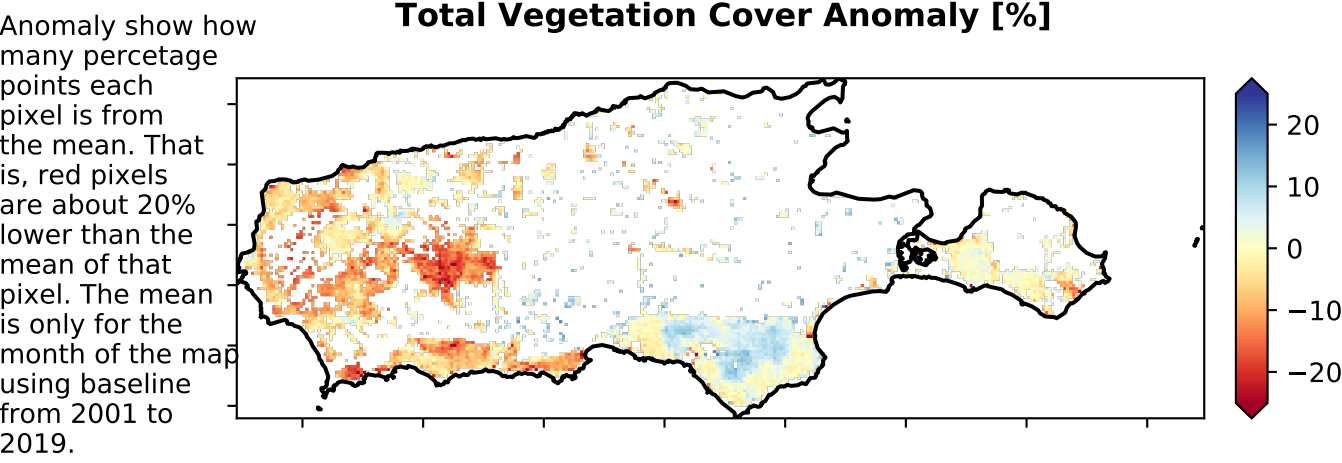 Total Vegetation Cover Anomaly [%]
Anomaly show how
many percetage
points each
pixel is from
the mean. That
is, red pixels
are about 20%
lower than the
mean of that
pixel. The mean
is only for the
month of the map
using baseline
from 2001 to
2019.
20
10
0
−10
−20